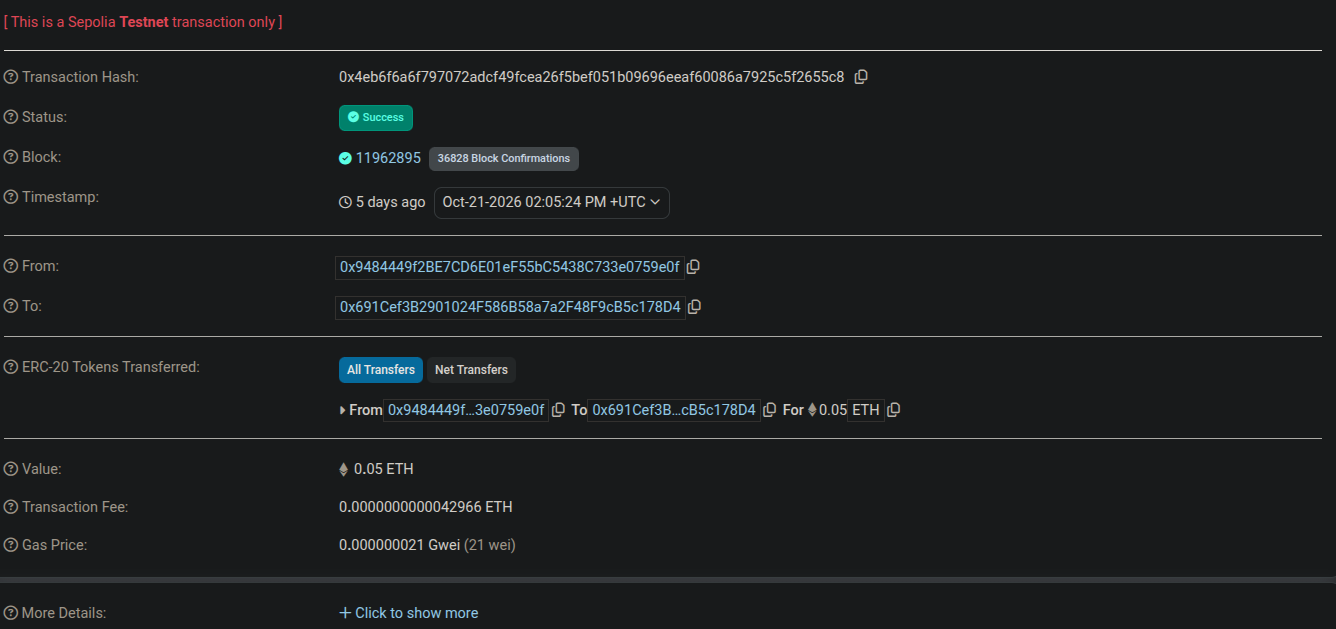 [ This is a Sepolia Testnet transaction only ]
Transaction Hash: 0x4eb6f6a6f797072adcf49fcea26f5bef051b09696eeaf60086a7925c5f2655c8
Status: Success
Block: 11962895 36828 Block Confirmations
Timestamp: 5 days ago Oct-21-2026 02:05:24 PM +UTC
From: 0x9484449f2BE7CD6E01eF55bC5438C733e0759e0f
To: 0x691Cef3B2901024F586B58a7a2F48F9cB5c178D4
ERC-20 Tokens Transferred: All Transfers Net Transfers
From 0x9484449f...3e0759e0f To 0x691Cef3B...cB5c178D4 For 0.05 ETH
Value: 0.05 ETH
Transaction Fee: 0.0000000000042966 ETH
Gas Price: 0.000000021 Gwei (21 wei)
More Details: + Click to show more